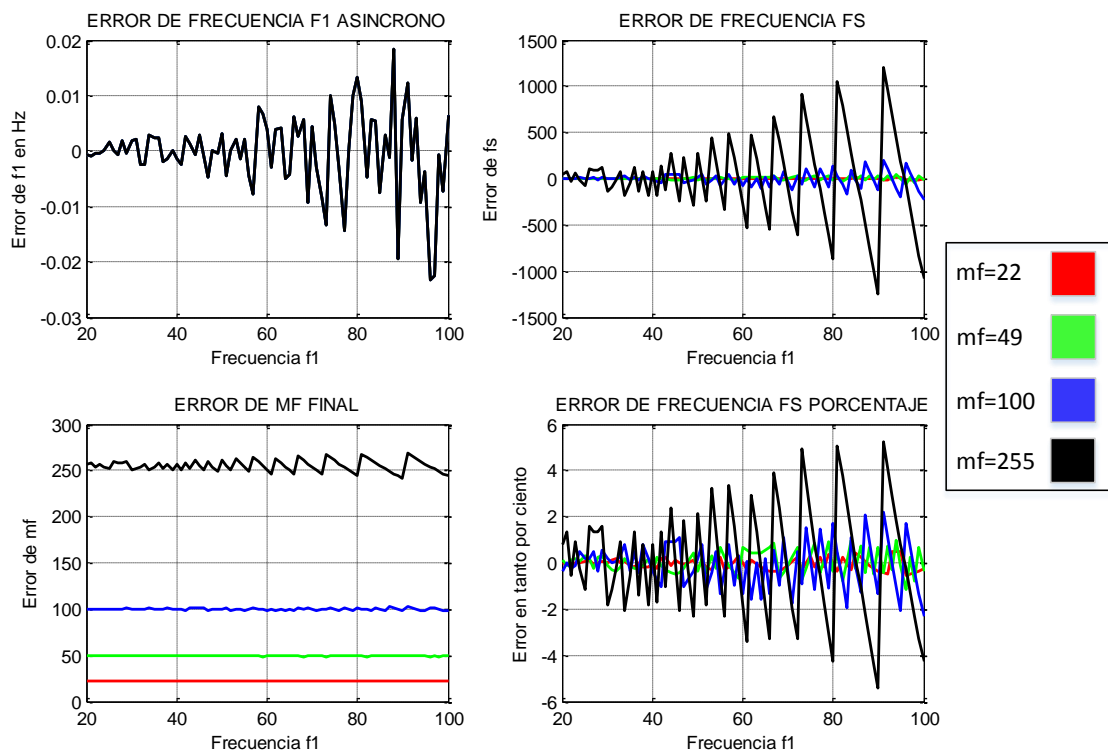 ERROR DE FRECUENCIA F1 ASINCRONO
0.02
0.01
0
-0.01
-0.02
-0.03
Error de f1 en Hz
20 40 60 80 100
Frecuencia f1
ERROR DE FRECUENCIA FS
1500
1000
500
0
-500
-1000
-1500
Error de fs
20 40 60 80 100
Frecuencia f1
ERROR DE MF FINAL
300
250
200
150
100
50
0
Error de mf
20 40 60 80 100
Frecuencia f1
ERROR DE FRECUENCIA FS PORCENTAJE
6
4
2
0
-2
-4
-6
Error en tanto por ciento
20 40 60 80 100
Frecuencia f1
mf=22
mf=49
mf=100
mf=255